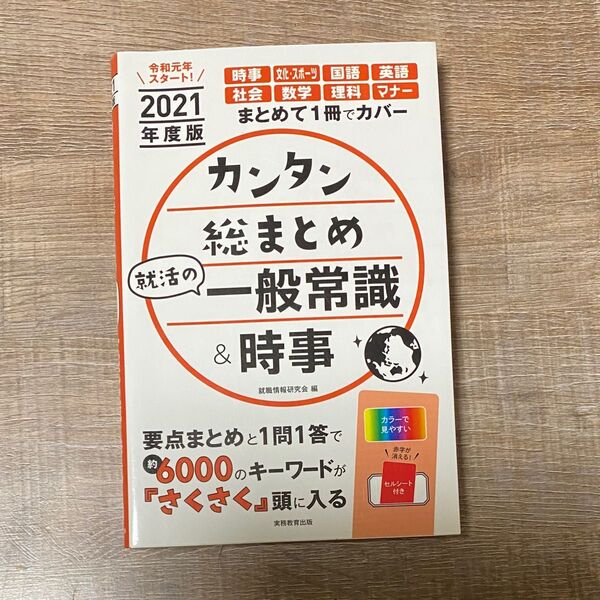 令和元年
スタート!
2021
年度版
時事 文化・スポーツ 国語 英語
社会 数学 理科 マナー
まとめて1冊でカバー
カンタン
総まとめ
就活の
一般常識
&時事
就職情報研究会 編
要点まとめと1問1答で
約6000のキーワードが
『さくさく』頭に入る
カラーで
見やすい
赤字が
消える!
セルシート
付き
実務教育出版